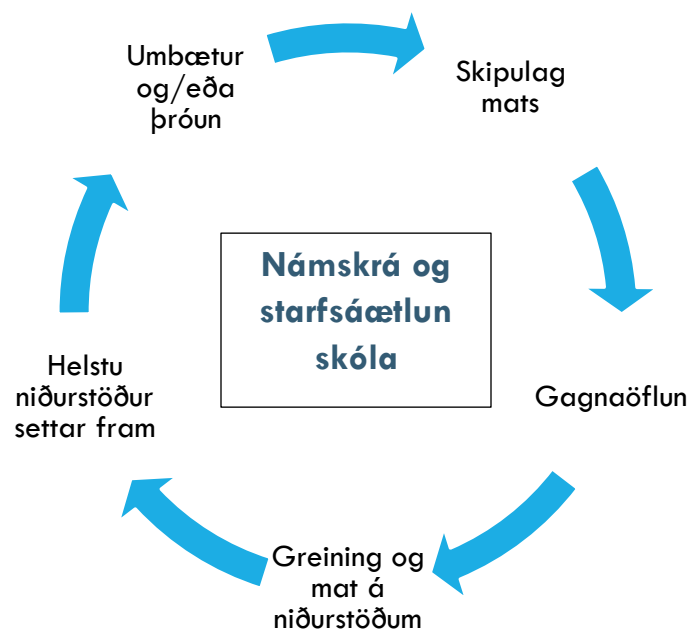 Umbætur
og/eða
þróun
Skipulag
mats
Námskrá og
starfsáætlun
skóla
Gagnaöflun
Helstu
niðurstöður
settar fram
Greining og
mat á
niðurstöðum